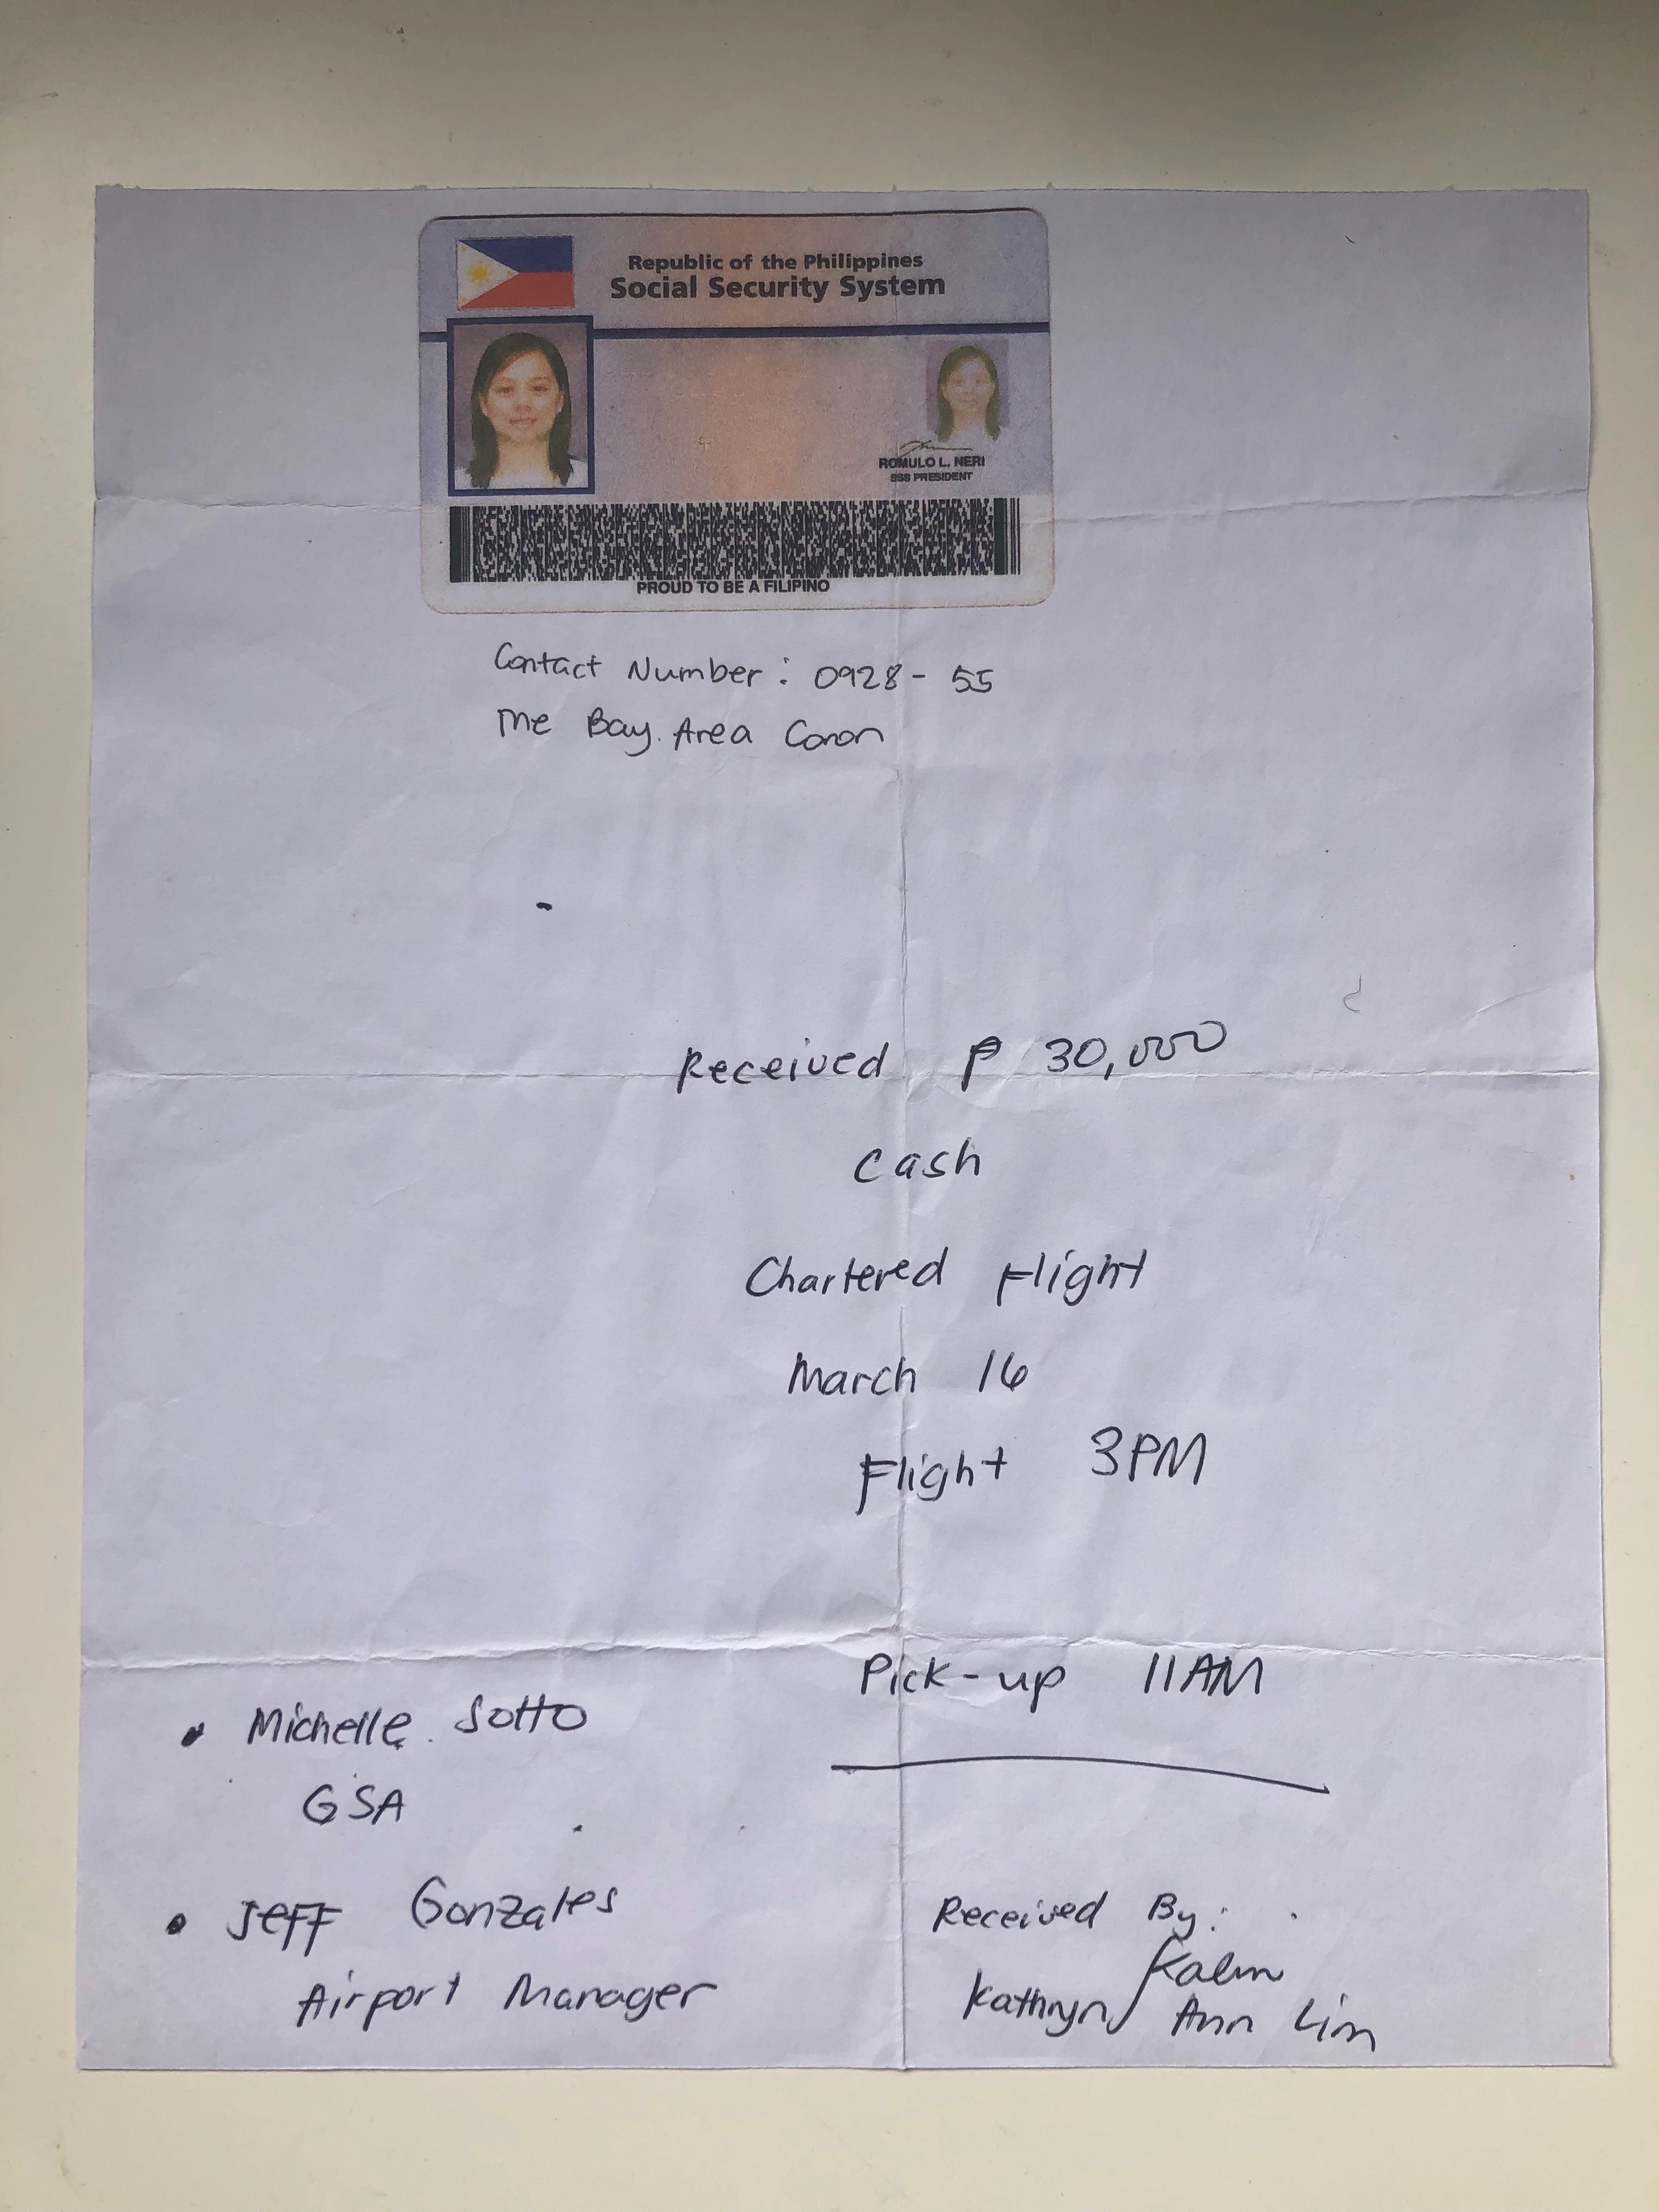 Republic of the Philippines
Social Security System
ROMULO L. NERI
SSS PRESIDENT
PROUD TO BE A FILIPINO
Contact Number: 0928- 55
The Bay Area Coron
Received ₱ 30,000
cash
Chartered Flight
March 16
Flight 3PM
Pick-up 11AM
• Michelle Sotto
GSA
• Jeff Gonzales
Airport Manager
Received By:
Kathryn Ann Lim